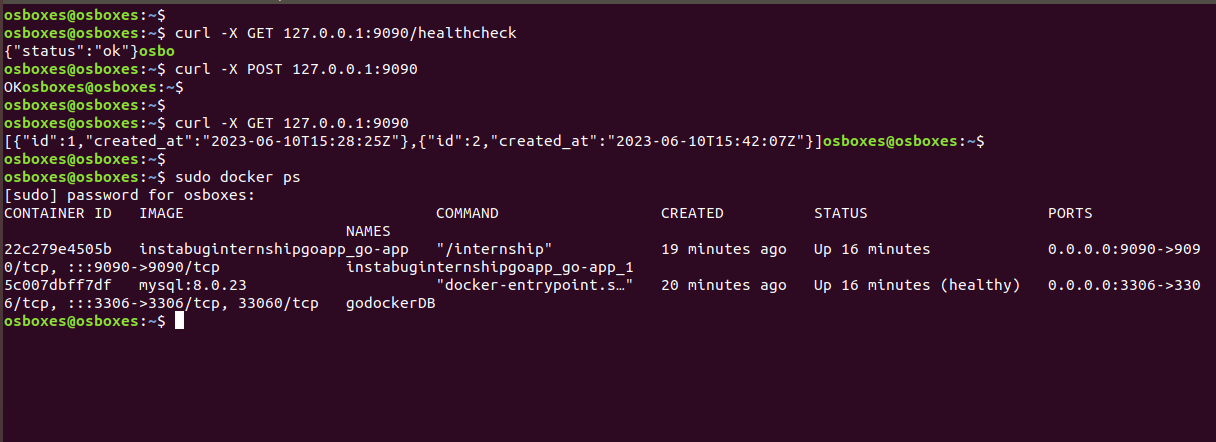 osboxes@osboxes:~$
osboxes@osboxes:~$ curl -X GET 127.0.0.1:9090/healthcheck
{"status":"ok"}osbo
osboxes@osboxes:~$ curl -X POST 127.0.0.1:9090
OKosboxes@osboxes:~$
osboxes@osboxes:~$
osboxes@osboxes:~$ curl -X GET 127.0.0.1:9090
[{"id":1,"created_at":"2023-06-10T15:28:25Z"},{"id":2,"created_at":"2023-06-10T15:42:07Z"}]osboxes@osboxes:~$
osboxes@osboxes:~$
osboxes@osboxes:~$ sudo docker ps
[sudo] password for osboxes:
CONTAINER ID   IMAGE                            COMMAND                  CREATED          STATUS                    PORTS
                                      NAMES
22c279e4505b   instabuginternshipgoapp_go-app   "/internship"            19 minutes ago   Up 16 minutes             0.0.0.0:9090->909
0/tcp, :::9090->9090/tcp              instabuginternshipgoapp_go-app_1
5c007dbff7df   mysql:8.0.23                     "docker-entrypoint.s…"   20 minutes ago   Up 16 minutes (healthy)   0.0.0.0:3306->330
6/tcp, :::3306->3306/tcp, 33060/tcp   godockerDB
osboxes@osboxes:~$